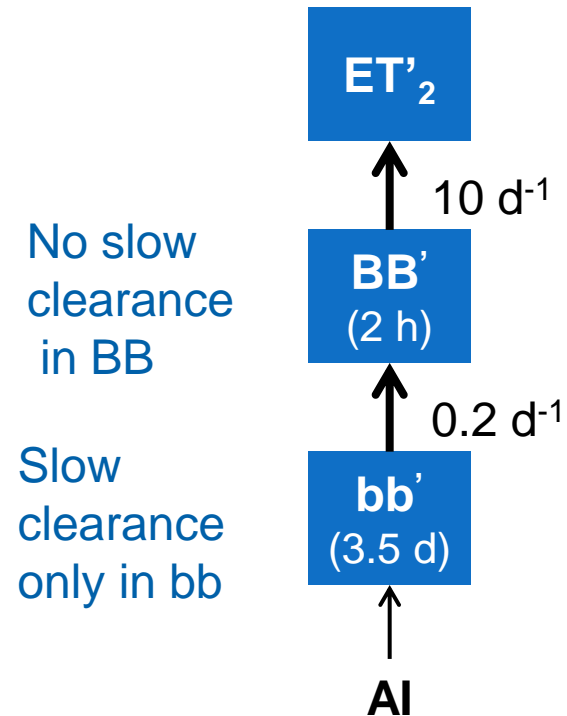 ET’₂
10 d⁻¹
No slow
clearance
in BB
BB’
(2 h)
0.2 d⁻¹
Slow
clearance
only in bb
bb’
(3.5 d)
AI